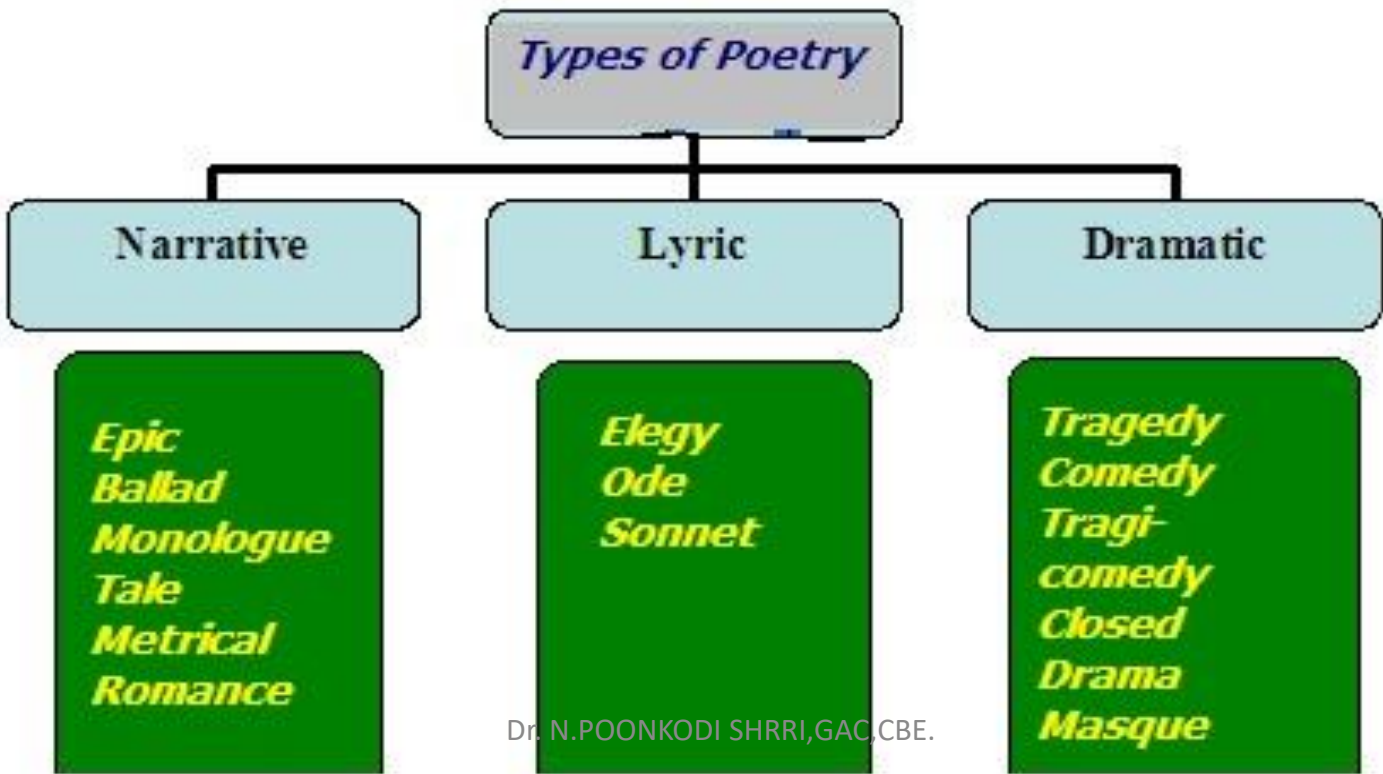 Types of Poetry
Narrative
Lyric
Dramatic
Epic
Ballad
Monologue
Tale
Metrical
Romance
Elegy
Ode
Sonnet
Tragedy
Comedy
Tragi-
comedy
Closed
Drama
Masque
Dr. N.POONKODI SHRRI,GAC,CBE.